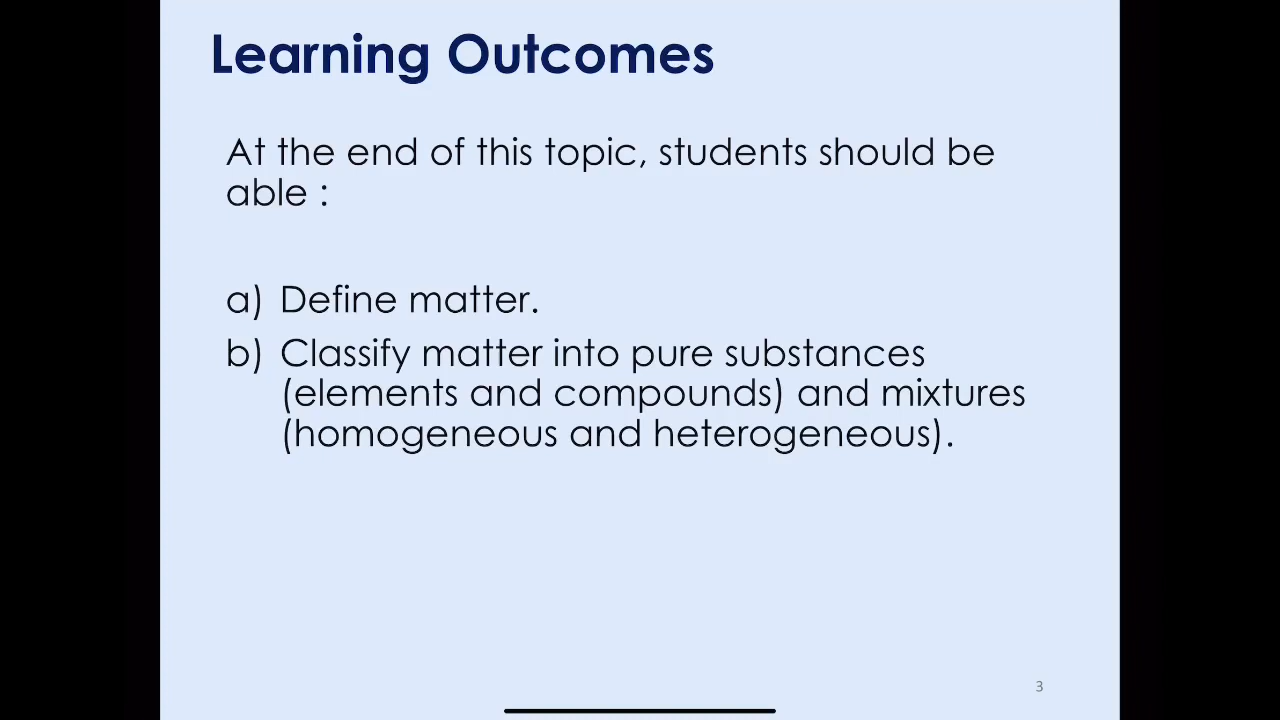 Learning Outcomes
At the end of this topic, students should be
able :
a) Define matter.
b) Classify matter into pure substances
(elements and compounds) and mixtures
(homogeneous and heterogeneous).
3